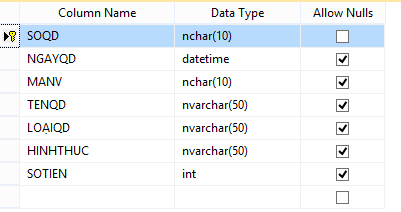 Column Name Data Type Allow Nulls
SOQD nchar(10)
NGAYQD datetime
MANV nchar(10)
TENQD nvarchar(50)
LOẠIQD nvarchar(50)
HINHTHUC nvarchar(50)
SOTIEN int